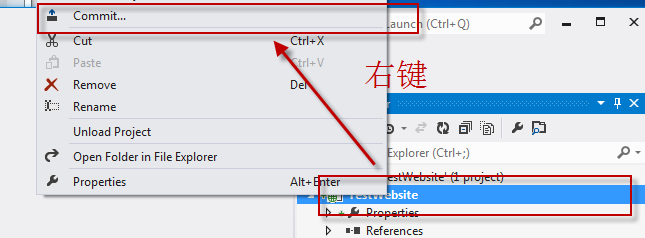 Commit...
Launch (Ctrl+Q)
Cut Ctrl+X
Paste Ctrl+V
右键
Remove Del
Rename
Unload Project
Open Folder in File Explorer
Explorer (Ctrl+;)
TestWebsite' (1 project)
Properties Alt+Enter
TestWebsite
Properties
References